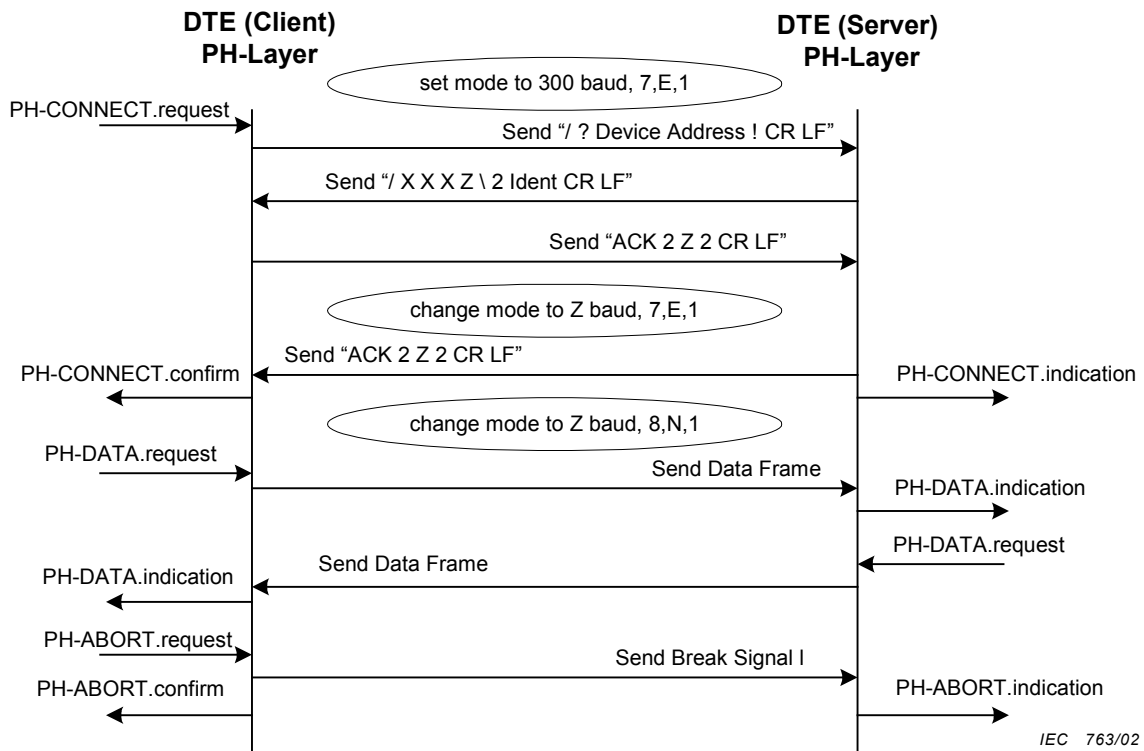 DTE (Client)
PH-Layer
DTE (Server)
PH-Layer
set mode to 300 baud, 7,E,1
PH-CONNECT.request
Send “/ ? Device Address ! CR LF”
Send “/ X X X Z \ 2 Ident CR LF”
Send “ACK 2 Z 2 CR LF”
change mode to Z baud, 7,E,1
Send “ACK 2 Z 2 CR LF”
PH-CONNECT.confirm
PH-CONNECT.indication
change mode to Z baud, 8,N,1
PH-DATA.request
Send Data Frame
PH-DATA.indication
PH-DATA.request
Send Data Frame
PH-DATA.indication
PH-ABORT.request
Send Break Signal I
PH-ABORT.confirm
PH-ABORT.indication
IEC 763/02